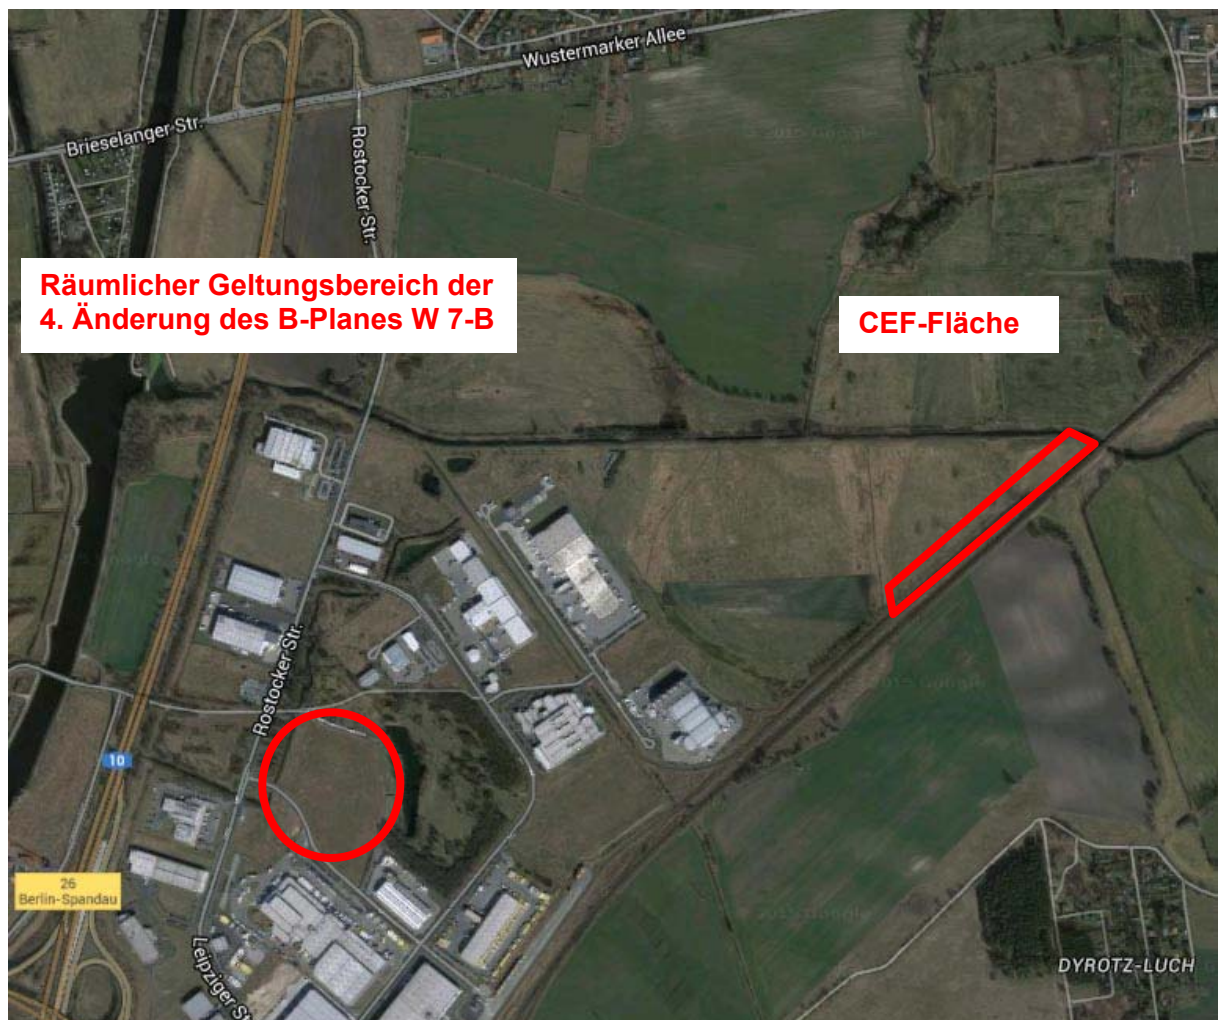 Wustermarker Allee
Brieselanger Str.
Rostocker Str.
Räumlicher Geltungsbereich der
4. Änderung des B-Planes W 7-B
CEF-Fläche
Rostocker Str.
10
26
Berlin-Spandau
Leipziger St
DYROTZ-LUCH